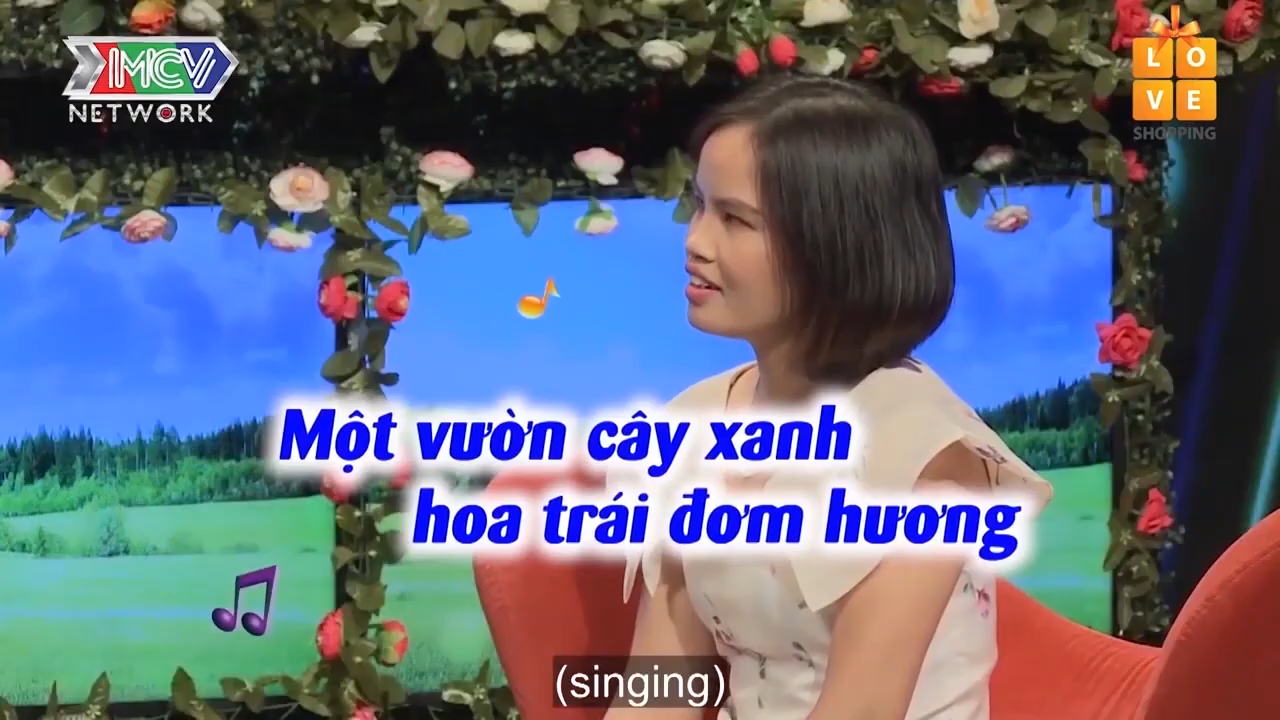 MCV
NETWORK
L O
V E
SHOPPING
Một vườn cây xanh
hoa trái đơm hương
(singing)